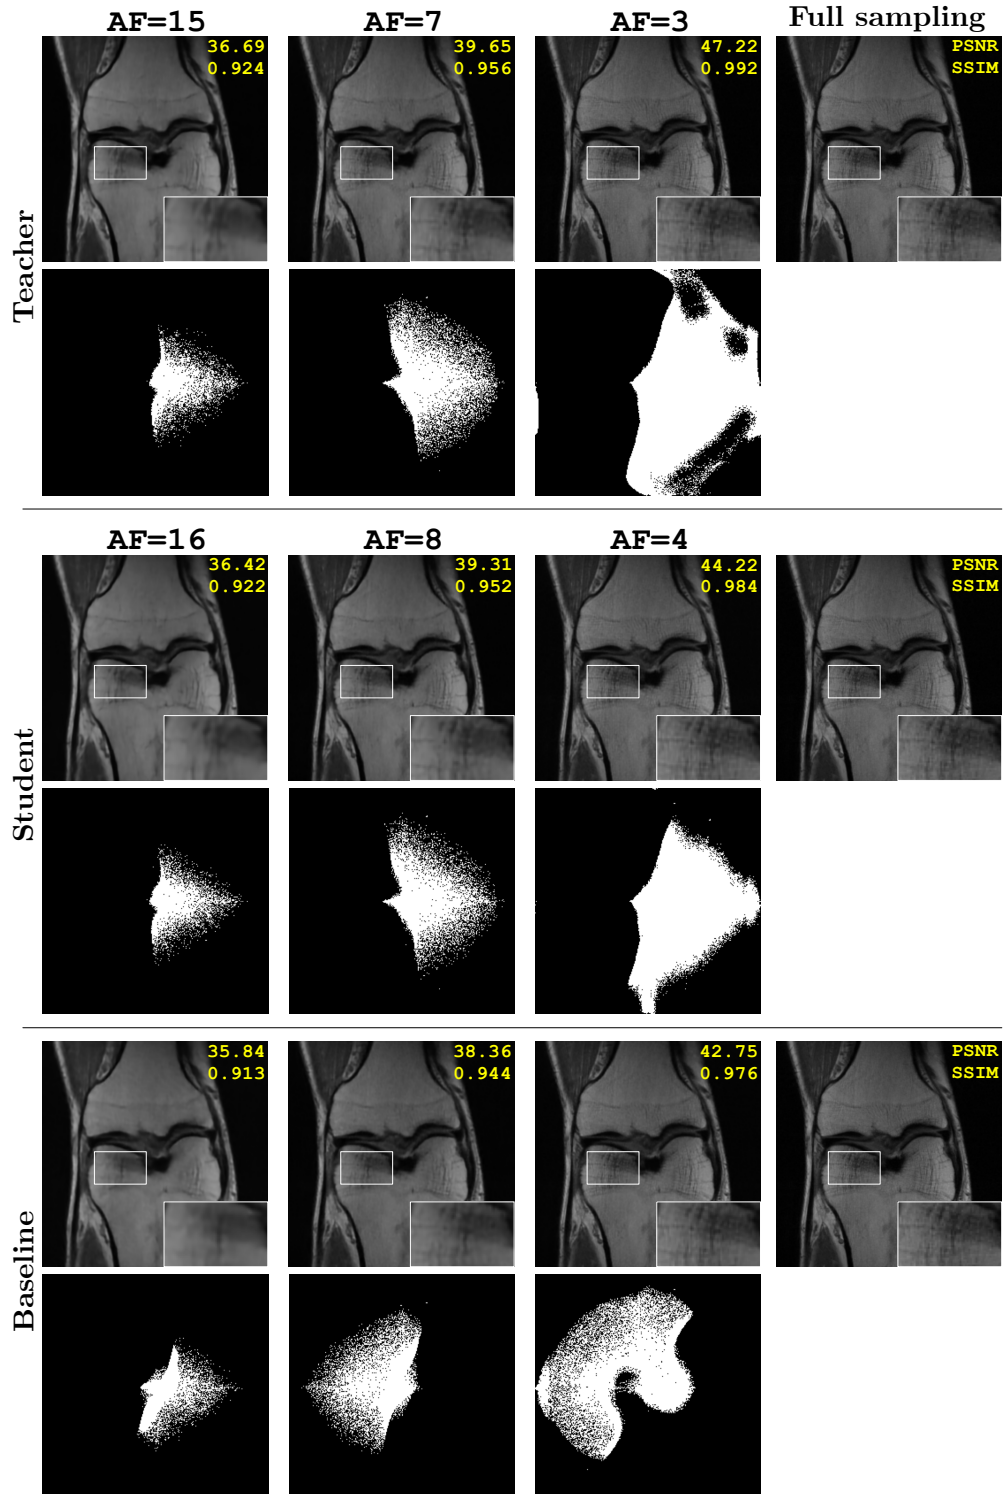 AF=15 AF=7 AF=3 Full sampling
36.69 39.65 47.22 PSNR
0.924 0.956 0.992 SSIM
Teacher
AF=16 AF=8 AF=4
36.42 39.31 44.22 PSNR
0.922 0.952 0.984 SSIM
Student
35.84 38.36 42.75 PSNR
0.913 0.944 0.976 SSIM
Baseline